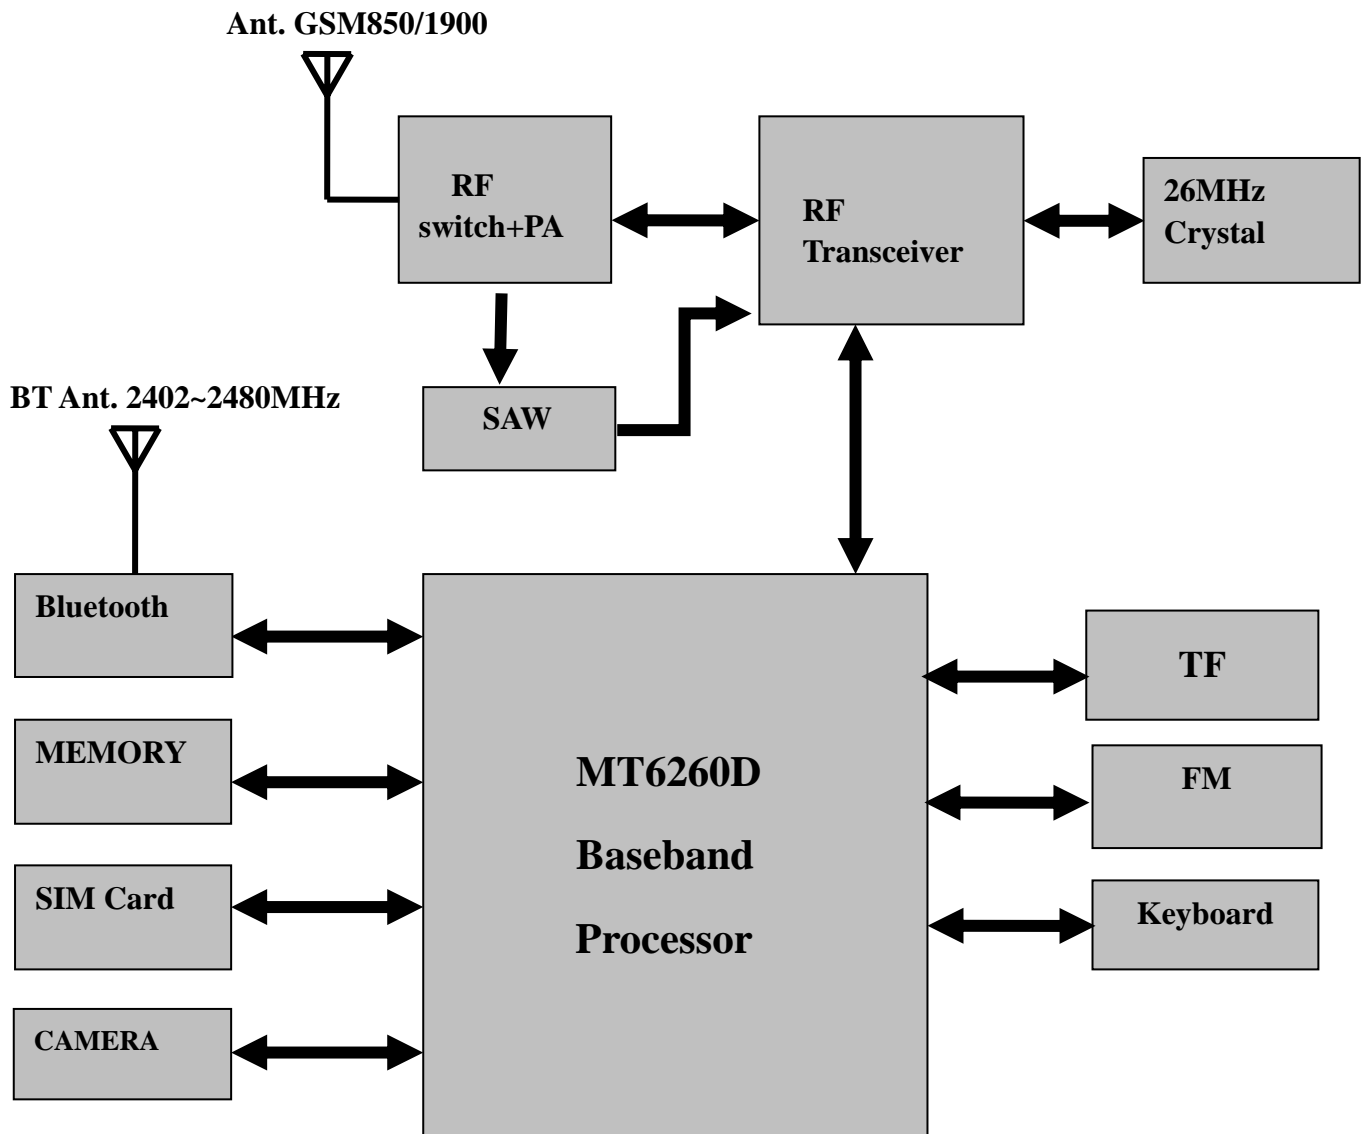 Ant. GSM850/1900
RF
switch+PA
RF
Transceiver
26MHz
Crystal
SAW
BT Ant. 2402~2480MHz
Bluetooth
MEMORY
SIM Card
CAMERA
MT6260D
Baseband
Processor
TF
FM
Keyboard